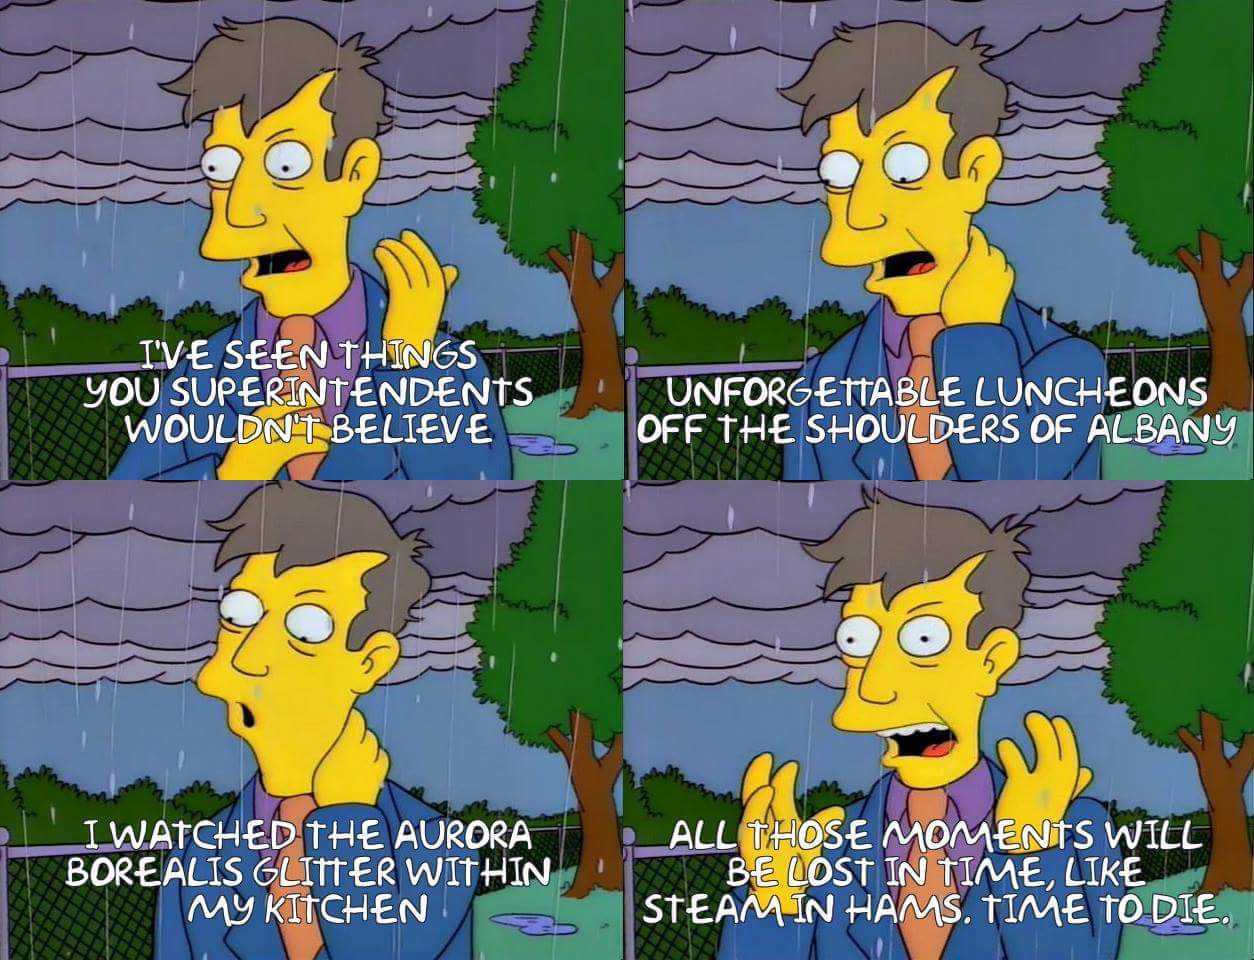 I'VE SEEN THINGS
YOU SUPERINTENDENTS
WOULDN'T BELIEVE
UNFORGETTABLE LUNCHEONS
OFF THE SHOULDERS OF ALBANY
I WATCHED THE AURORA
BOREALIS GLITTER WITHIN
MY KITCHEN
ALL THOSE MOMENTS WILL
BE LOST IN TIME, LIKE
STEAM IN HAMS. TIME TO DIE.